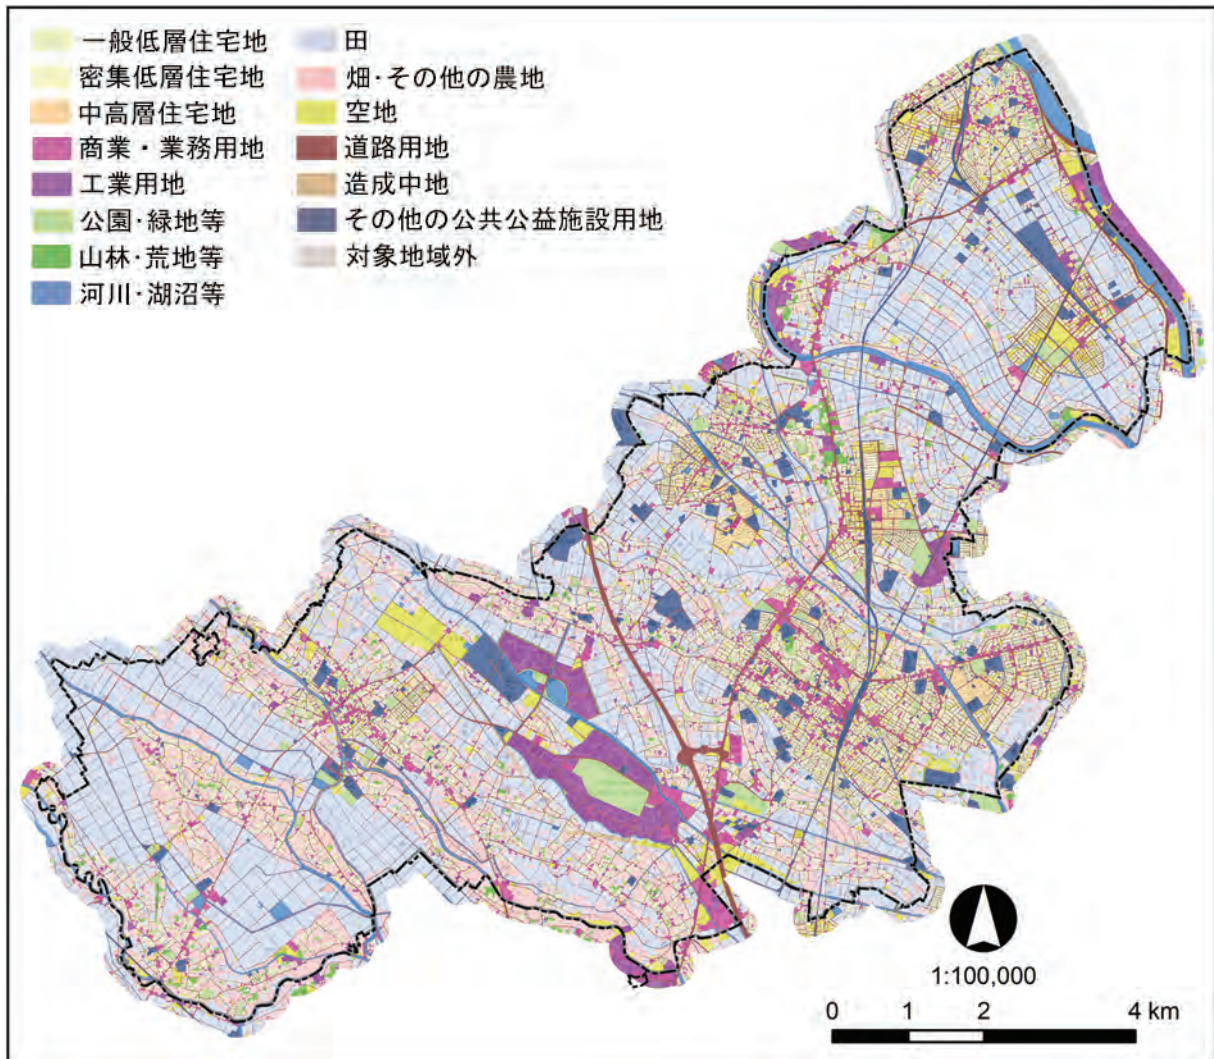 一般低層住宅地
密集低層住宅地
中高層住宅地
商業・業務用地
工業用地
公園・緑地等
山林・荒地等
河川・湖沼等
田
畑・その他の農地
空地
道路用地
造成中地
その他の公共公益施設用地
対象地域外
1:100,000
0 1 2 4 km